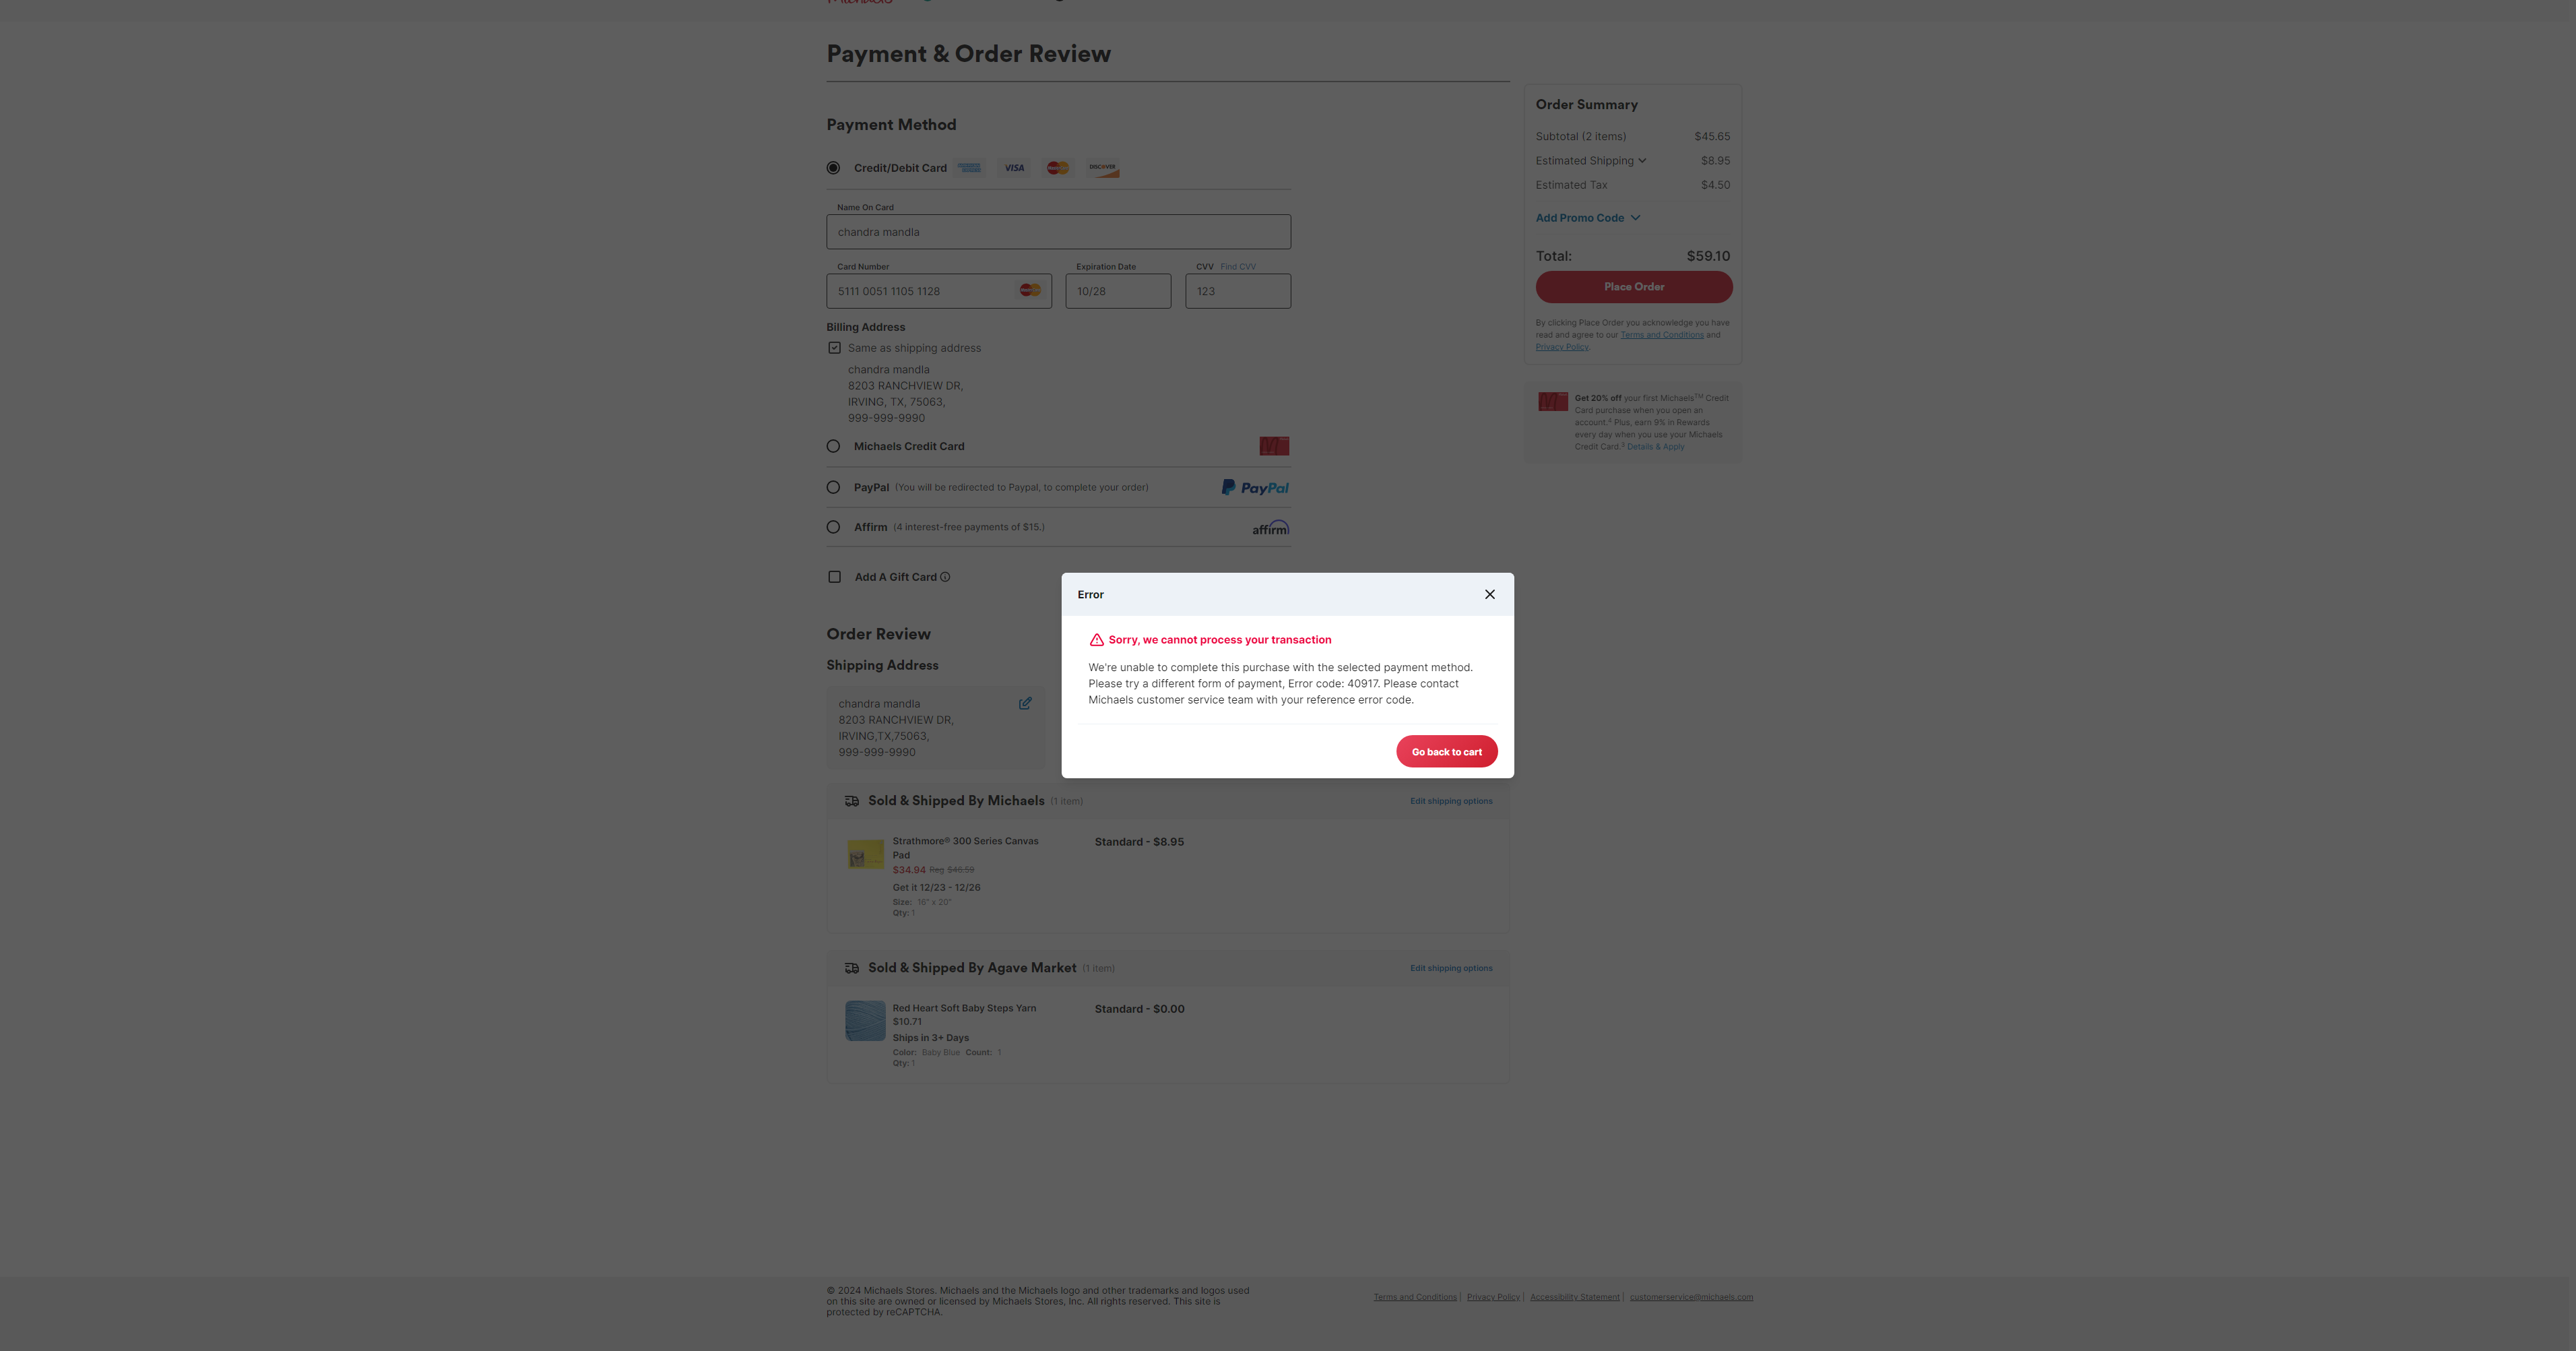 Michaels
Payment & Order Review
Payment Method
Credit/Debit Card
VISA
DISCOVER
Name On Card
chandra mandla
Card Number
Expiration Date
CVV Find CVV
5111 0051 1105 1128
10/28
123
Billing Address
Same as shipping address
chandra mandla
8203 RANCHVIEW DR,
IRVING, TX, 75063,
999-999-9990
Michaels Credit Card
PayPal (You will be redirected to Paypal, to complete your order)
PayPal
Affirm (4 interest-free payments of $15.)
affirm
Add A Gift Card
Order Summary
Subtotal (2 items) $45.65
Estimated Shipping $8.95
Estimated Tax $4.50
Add Promo Code
Total: $59.10
Place Order
By clicking Place Order you acknowledge you have
read and agree to our Terms and Conditions and
Privacy Policy.
Get 20% off your first Michaels™ Credit
Card purchase when you open an
account.⁴ Plus, earn 9% in Rewards
every day when you use your Michaels
Credit Card.³ Details & Apply
Error
Sorry, we cannot process your transaction
We're unable to complete this purchase with the selected payment method.
Please try a different form of payment, Error code: 40917. Please contact
Michaels customer service team with your reference error code.
Go back to cart
Order Review
Shipping Address
chandra mandla
8203 RANCHVIEW DR,
IRVING,TX,75063,
999-999-9990
Sold & Shipped By Michaels (1 item)
Edit shipping options
Strathmore® 300 Series Canvas
Pad
$34.94 Reg $46.59
Get it 12/23 - 12/26
Size: 16" x 20"
Qty: 1
Standard - $8.95
Sold & Shipped By Agave Market (1 item)
Edit shipping options
Red Heart Soft Baby Steps Yarn
$10.71
Ships in 3+ Days
Color: Baby Blue Count: 1
Qty: 1
Standard - $0.00
© 2024 Michaels Stores. Michaels and the Michaels logo and other trademarks and logos used
on this site are owned or licensed by Michaels Stores, Inc. All rights reserved. This site is
protected by reCAPTCHA.
Terms and Conditions | Privacy Policy | Accessibility Statement | customerservice@michaels.com